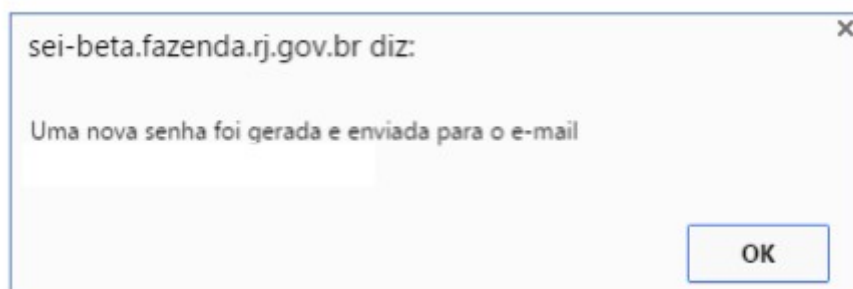 sei-beta.fazenda.rj.gov.br diz:
Uma nova senha foi gerada e enviada para o e-mail
OK